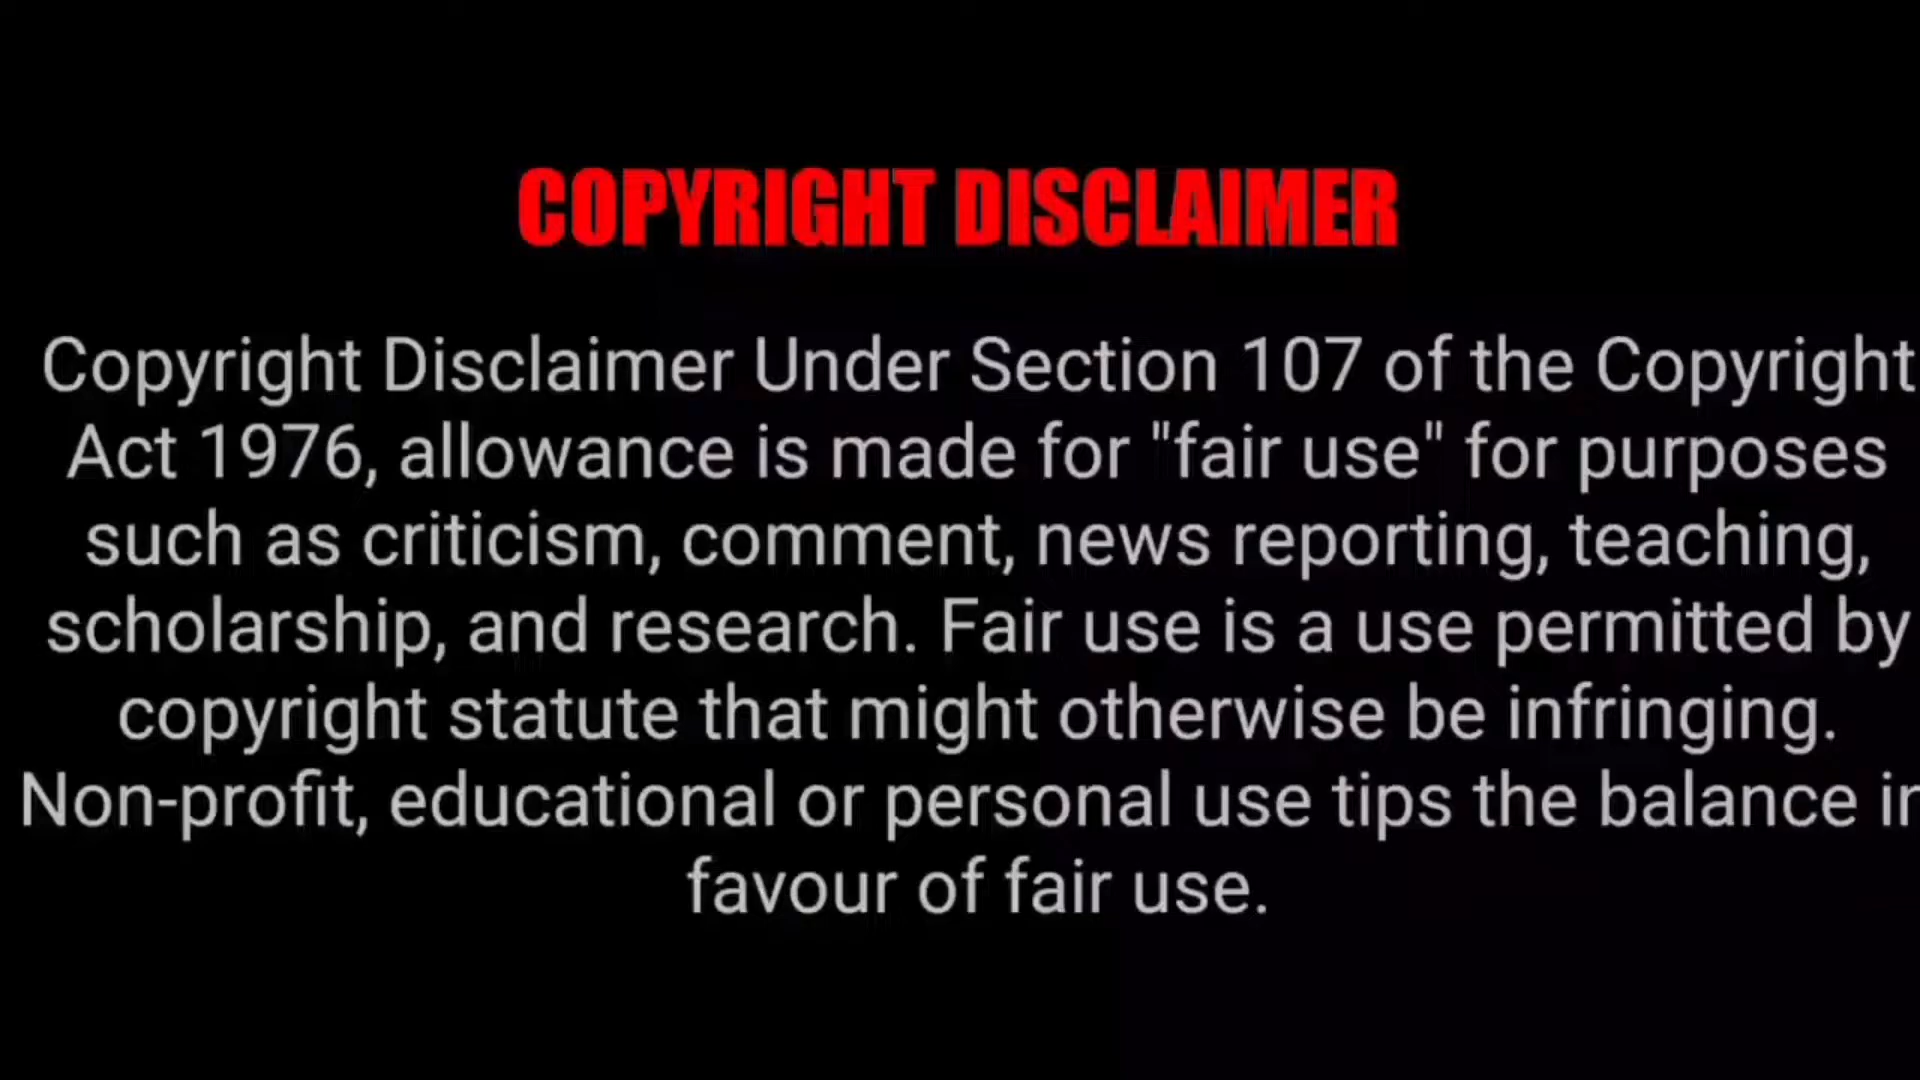 COPYRIGHT DISCLAIMER
Copyright Disclaimer Under Section 107 of the Copyright
Act 1976, allowance is made for "fair use" for purposes
such as criticism, comment, news reporting, teaching,
scholarship, and research. Fair use is a use permitted by
copyright statute that might otherwise be infringing.
Non-profit, educational or personal use tips the balance in
favour of fair use.